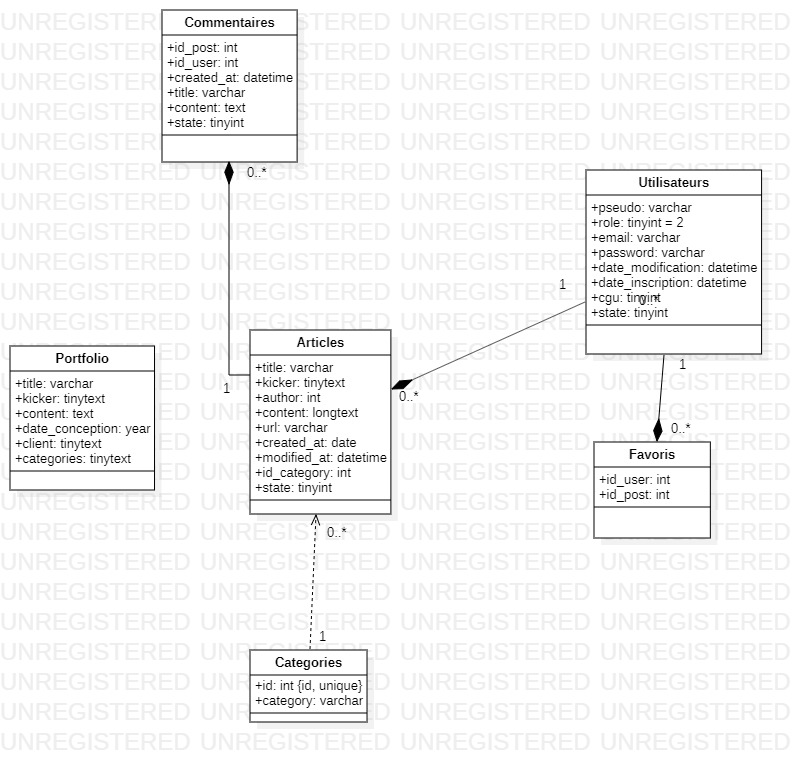 Commentaires
+id_post: int
+id_user: int
+created_at: datetime
+title: varchar
+content: text
+state: tinyint
0..*
Utilisateurs
+pseudo: varchar
+role: tinyint = 2
+email: varchar
+password: varchar
+date_modification: datetime
+date_inscription: datetime
+cgu: tinyint
+state: tinyint
1
0..*
Articles
+title: varchar
+kicker: tinytext
+author: int
+content: longtext
+url: varchar
+created_at: date
+modified_at: datetime
+id_category: int
+state: tinyint
1
0..*
0..*
Portfolio
+title: varchar
+kicker: tinytext
+content: text
+date_conception: year
+client: tinytext
+categories: tinytext
1
0..*
Favoris
+id_user: int
+id_post: int
1
Categories
+id: int {id, unique}
+category: varchar
UNREGISTERED